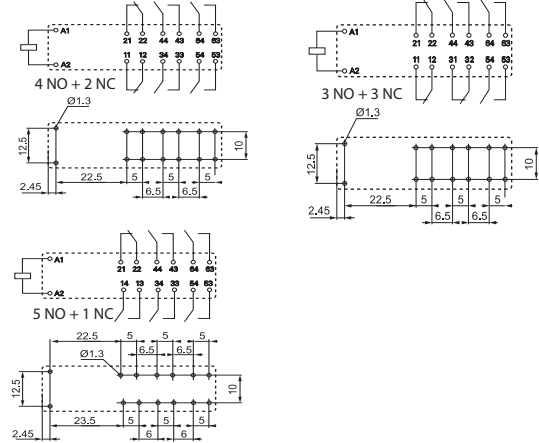 A1
21 22 44 43 64 63
11 12 34 33 54 53
A2
4 NO + 2 NC
Ø1.3
12.5
10
2.45
22.5 5 5 5
6.5 6.5
A1
21 22 44 43 64 63
11 12 31 32 54 53
A2
3 NO + 3 NC
Ø1.3
12.5
10
2.45
22.5 5 5 5
6.5 6.5
A1
21 22 44 43 64 63
14 13 34 33 54 53
A2
5 NO + 1 NC
22.5 5 5 5
6.5 6.5
Ø1.3
12.5
10
2.45
23.5 5 5 5
6 6